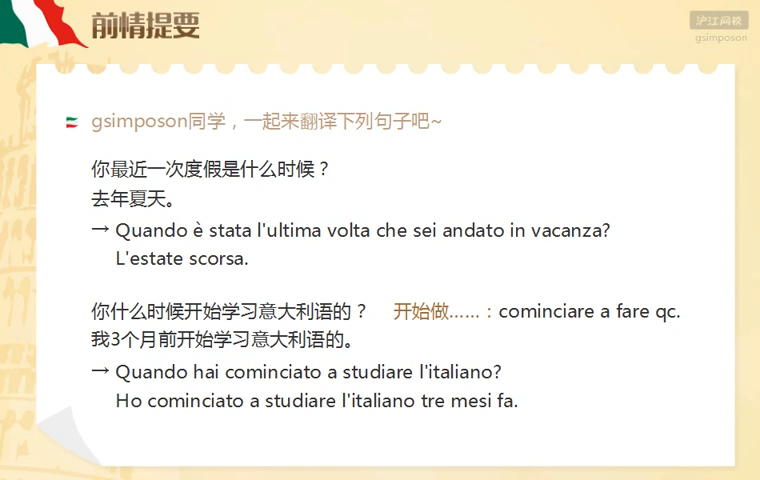 前情提要
沪江网校
gsimposon
gsimposon同学，一起来翻译下列句子吧~
你最近一次度假是什么时候？
去年夏天。
→ Quando è stata l'ultima volta che sei andato in vacanza?
L'estate scorsa.
你什么时候开始学习意大利语的？ 开始做……：cominciare a fare qc.
我3个月前开始学习意大利语的。
→ Quando hai cominciato a studiare l'italiano?
Ho cominciato a studiare l'italiano tre mesi fa.